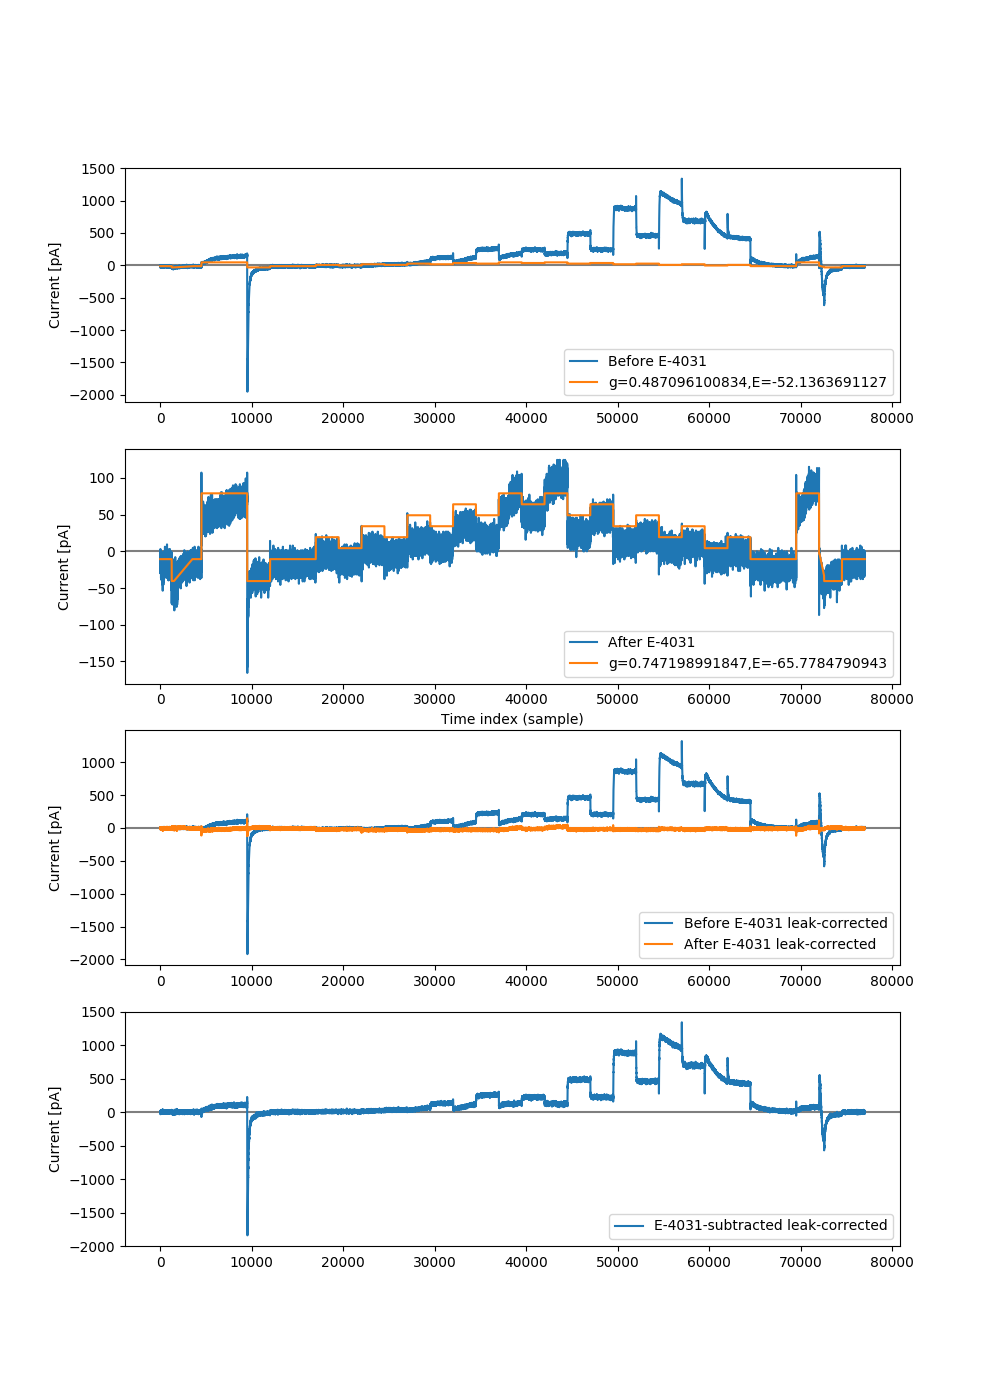 1500
1000
500
0
−500
−1000
−1500
−2000
Current [pA]
0 10000 20000 30000 40000 50000 60000 70000 80000
Before E-4031
g=0.487096100834,E=-52.1363691127
100
50
0
−50
−100
−150
Current [pA]
0 10000 20000 30000 40000 50000 60000 70000 80000
Time index (sample)
After E-4031
g=0.747198991847,E=-65.7784790943
1000
500
0
−500
−1000
−1500
−2000
Current [pA]
0 10000 20000 30000 40000 50000 60000 70000 80000
Before E-4031 leak-corrected
After E-4031 leak-corrected
1500
1000
500
0
−500
−1000
−1500
−2000
Current [pA]
0 10000 20000 30000 40000 50000 60000 70000 80000
E-4031-subtracted leak-corrected